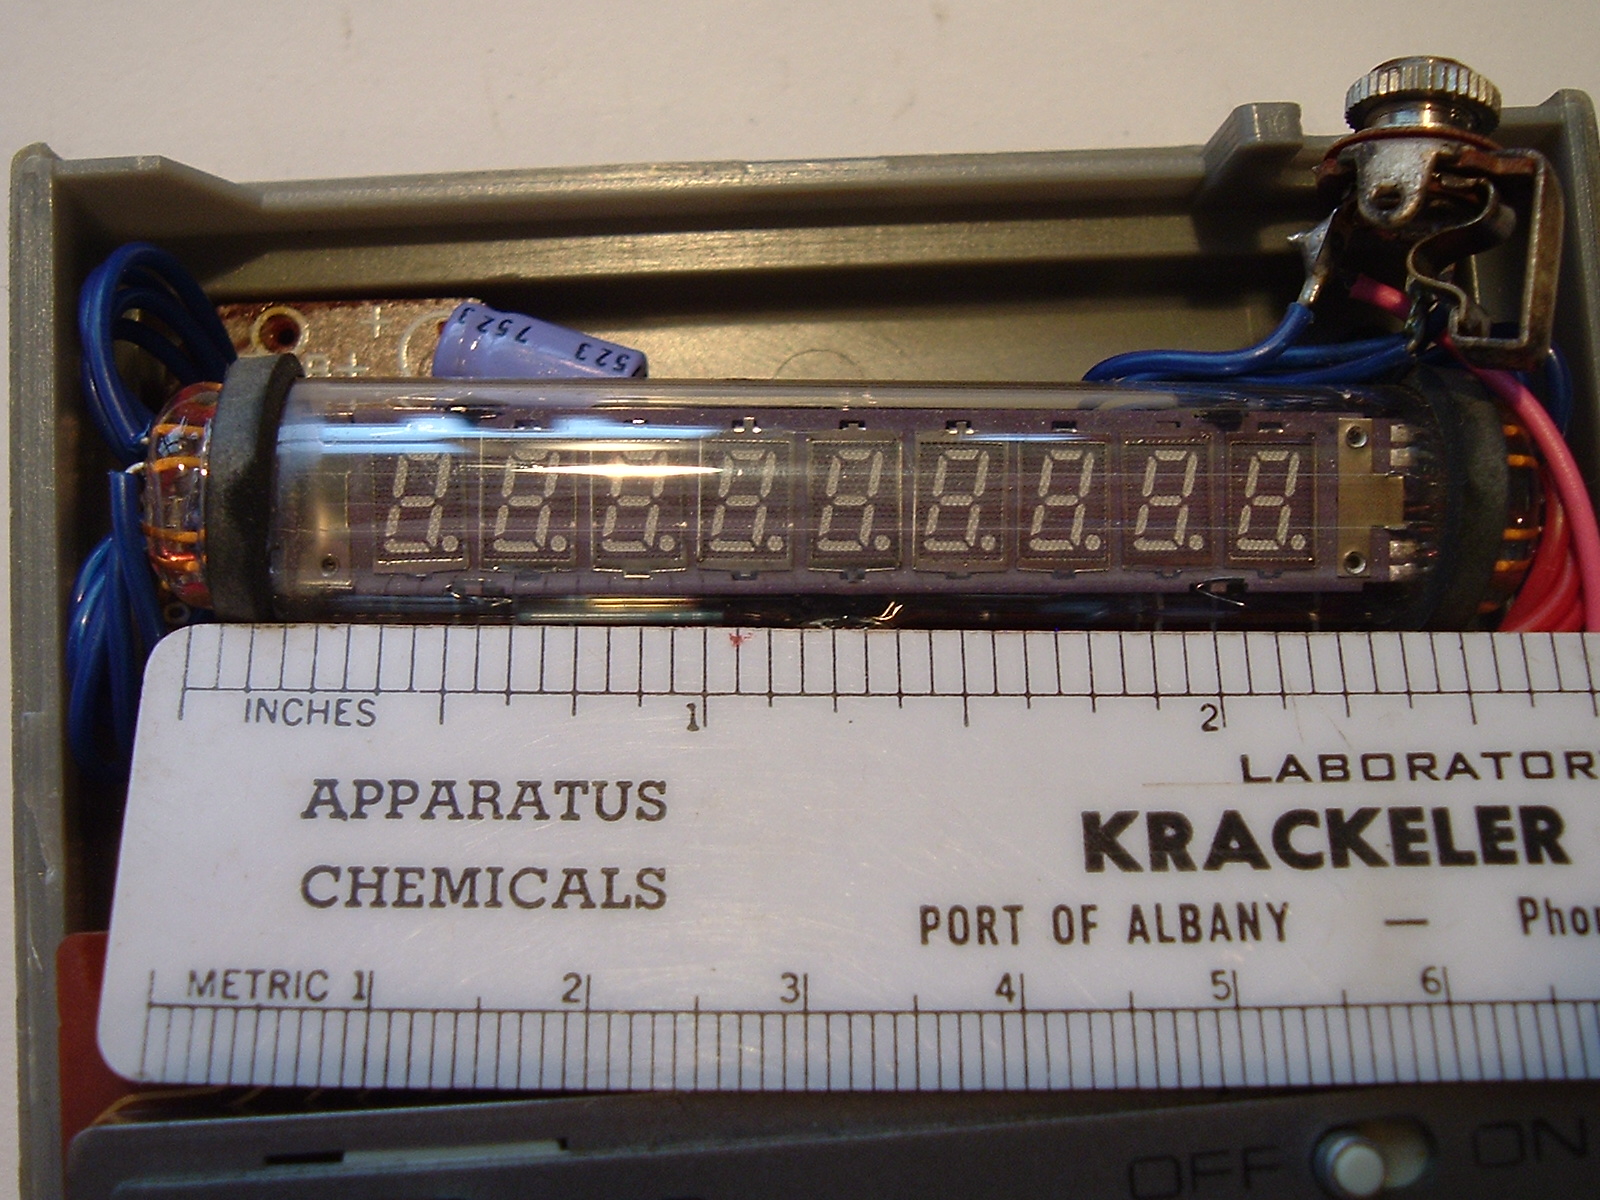 7523
523
INCHES 1 2
APPARATUS
CHEMICALS
LABORATOR
KRACKELER
PORT OF ALBANY — Phon
METRIC 1 2 3 4 5 6
OFF ON